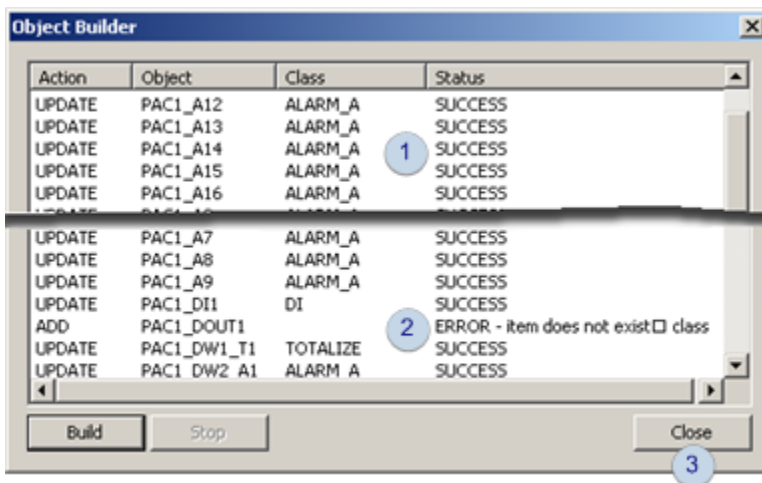 Object Builder
Action Object Class Status
UPDATE PAC1_A12 ALARM_A SUCCESS
UPDATE PAC1_A13 ALARM_A SUCCESS
UPDATE PAC1_A14 ALARM_A 1 SUCCESS
UPDATE PAC1_A15 ALARM_A SUCCESS
UPDATE PAC1_A16 ALARM_A SUCCESS
UPDATE PAC1_A7 ALARM_A SUCCESS
UPDATE PAC1_A8 ALARM_A SUCCESS
UPDATE PAC1_A9 ALARM_A SUCCESS
UPDATE PAC1_DI1 DI SUCCESS
ADD PAC1_DOUT1 2 ERROR - item does not exist□ class
UPDATE PAC1_DW1_T1 TOTALIZE SUCCESS
UPDATE PAC1_DW2_A1 ALARM_A SUCCESS
Build Stop Close
3